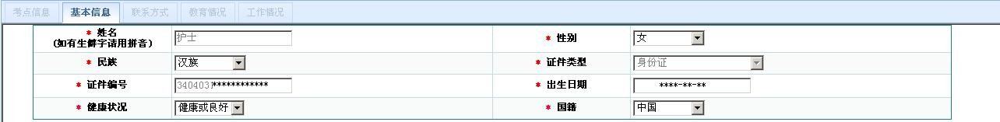 考点信息 基本信息 联系方式 教育情况 工作情况
* 姓名 护士 * 性别 女
(如有生僻字请用拼音)
* 民族 汉族 * 证件类型 身份证
* 证件编号 3404031************ * 出生日期 ****-**-**
* 健康状况 健康或良好 * 国籍 中国